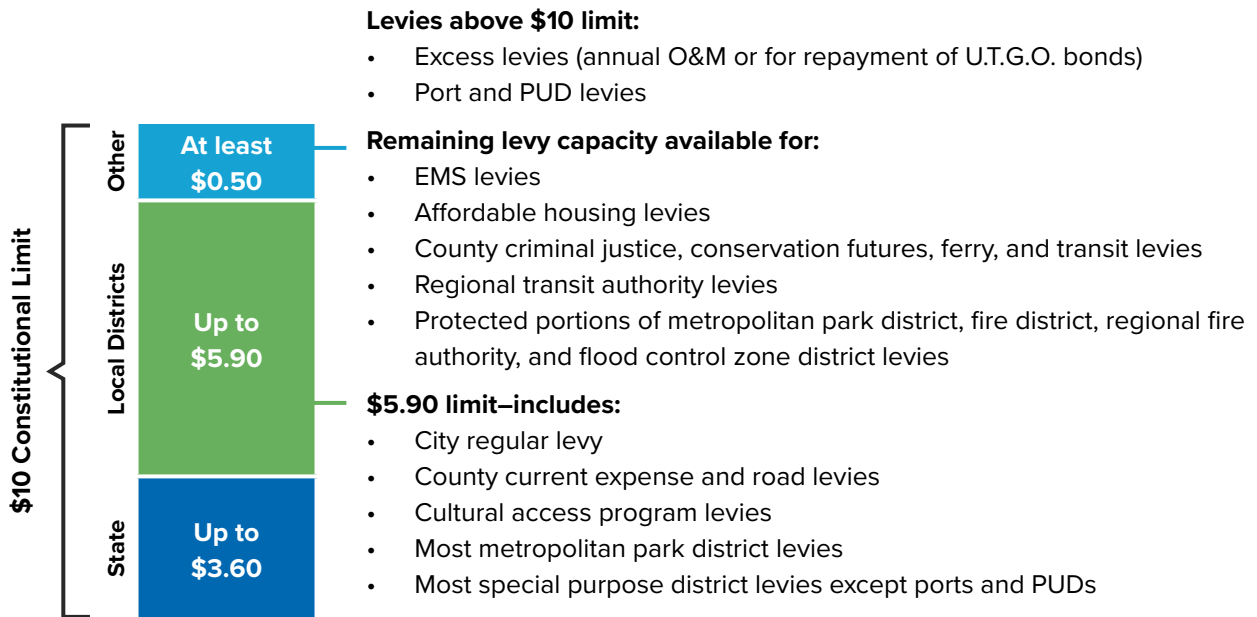 Levies above $10 limit:
• Excess levies (annual O&M or for repayment of U.T.G.O. bonds)
• Port and PUD levies
$10 Constitutional Limit
Other
At least
$0.50
Remaining levy capacity available for:
• EMS levies
• Affordable housing levies
• County criminal justice, conservation futures, ferry, and transit levies
• Regional transit authority levies
• Protected portions of metropolitan park district, fire district, regional fire
authority, and flood control zone district levies
Local Districts
Up to
$5.90
$5.90 limit–includes:
• City regular levy
• County current expense and road levies
• Cultural access program levies
• Most metropolitan park district levies
• Most special purpose district levies except ports and PUDs
State
Up to
$3.60